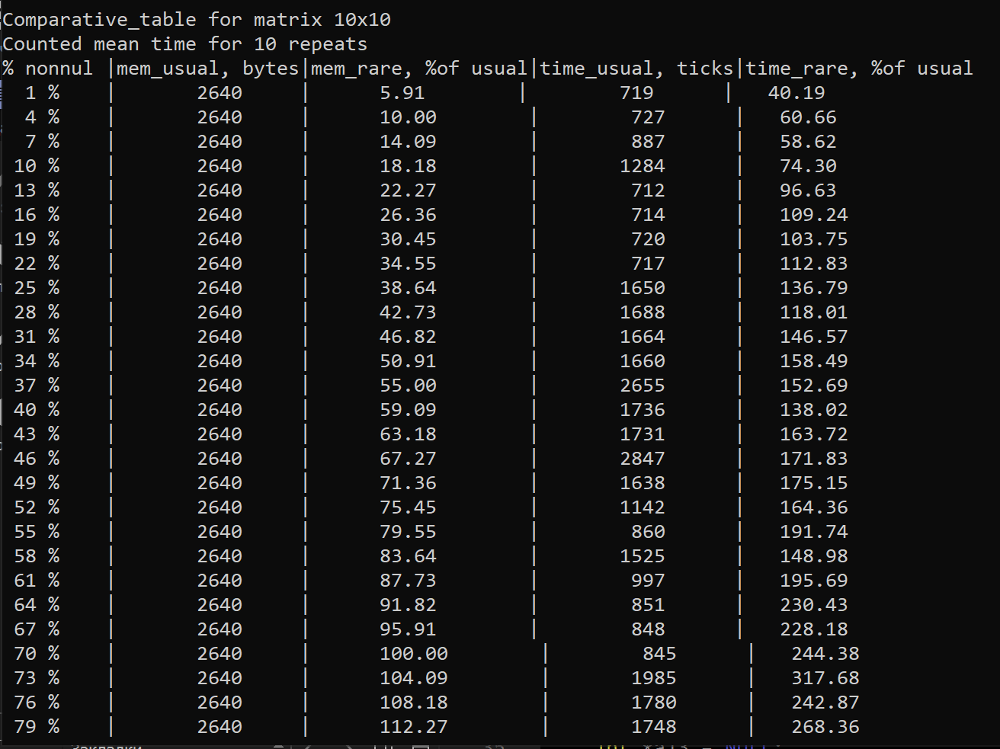 Comparative_table for matrix 10x10
Counted mean time for 10 repeats
% nonnul |mem_usual, bytes|mem_rare, %of usual|time_usual, ticks|time_rare, %of usual
1 % | 2640 | 5.91 | 719 | 40.19
4 % | 2640 | 10.00 | 727 | 60.66
7 % | 2640 | 14.09 | 887 | 58.62
10 % | 2640 | 18.18 | 1284 | 74.30
13 % | 2640 | 22.27 | 712 | 96.63
16 % | 2640 | 26.36 | 714 | 109.24
19 % | 2640 | 30.45 | 720 | 103.75
22 % | 2640 | 34.55 | 717 | 112.83
25 % | 2640 | 38.64 | 1650 | 136.79
28 % | 2640 | 42.73 | 1688 | 118.01
31 % | 2640 | 46.82 | 1664 | 146.57
34 % | 2640 | 50.91 | 1660 | 158.49
37 % | 2640 | 55.00 | 2655 | 152.69
40 % | 2640 | 59.09 | 1736 | 138.02
43 % | 2640 | 63.18 | 1731 | 163.72
46 % | 2640 | 67.27 | 2847 | 171.83
49 % | 2640 | 71.36 | 1638 | 175.15
52 % | 2640 | 75.45 | 1142 | 164.36
55 % | 2640 | 79.55 | 860 | 191.74
58 % | 2640 | 83.64 | 1525 | 148.98
61 % | 2640 | 87.73 | 997 | 195.69
64 % | 2640 | 91.82 | 851 | 230.43
67 % | 2640 | 95.91 | 848 | 228.18
70 % | 2640 | 100.00 | 845 | 244.38
73 % | 2640 | 104.09 | 1985 | 317.68
76 % | 2640 | 108.18 | 1780 | 242.87
79 % | 2640 | 112.27 | 1748 | 268.36